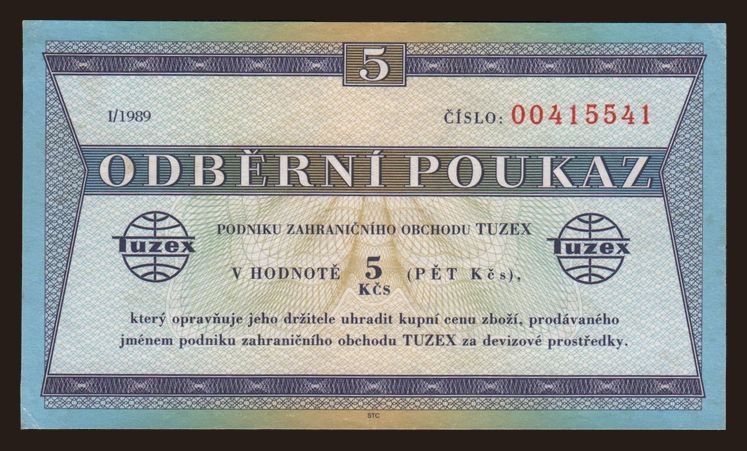 5
I/1989
ČÍSLO: 00415541
ODBĚRNÍ POUKAZ
Tuzex
PODNIKU ZAHRANIČNÍHO OBCHODU TUZEX
Tuzex
V HODNOTĚ 5 KČS (PĚT Kčs),
který opravňuje jeho držitele uhradit kupní cenu zboží, prodávaného
jménem podniku zahraničního obchodu TUZEX za devizové prostředky.
STC